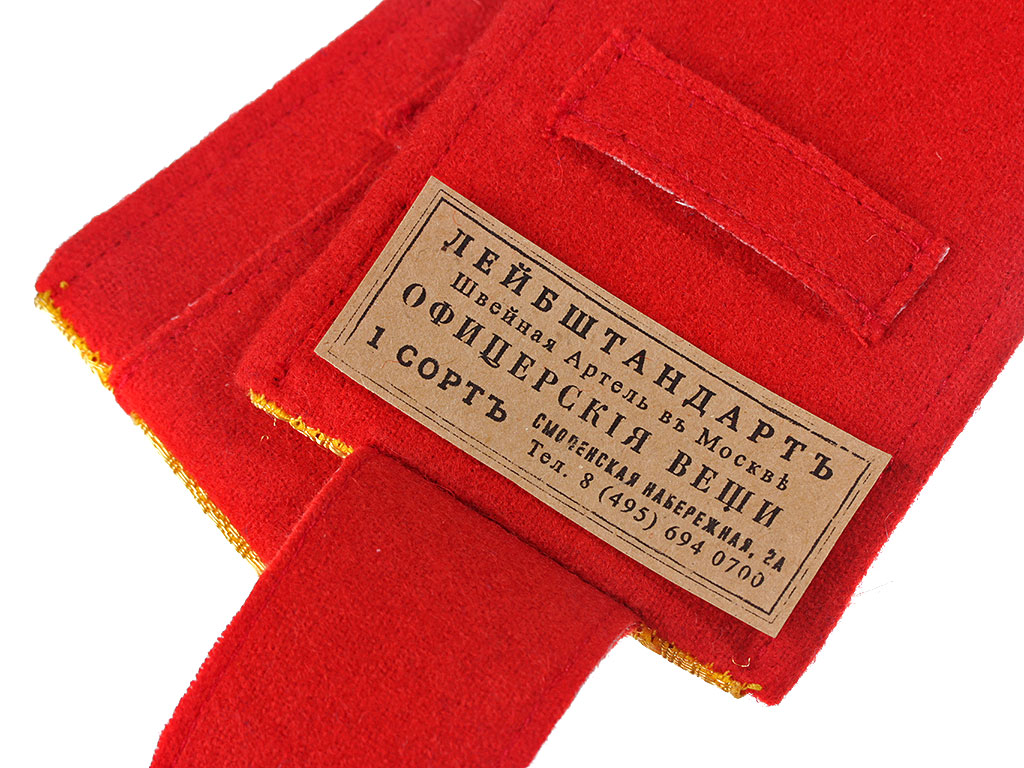 ЛЕЙБШТАНДАРТЪ
Швейная Артель въ Москвѣ
ОФИЦЕРСКІЯ ВЕЩИ
1 СОРТЪ
СМОЛЕНСКАЯ НАБЕРЕЖНАЯ, 2А
Тел. 8 (495) 694 0700